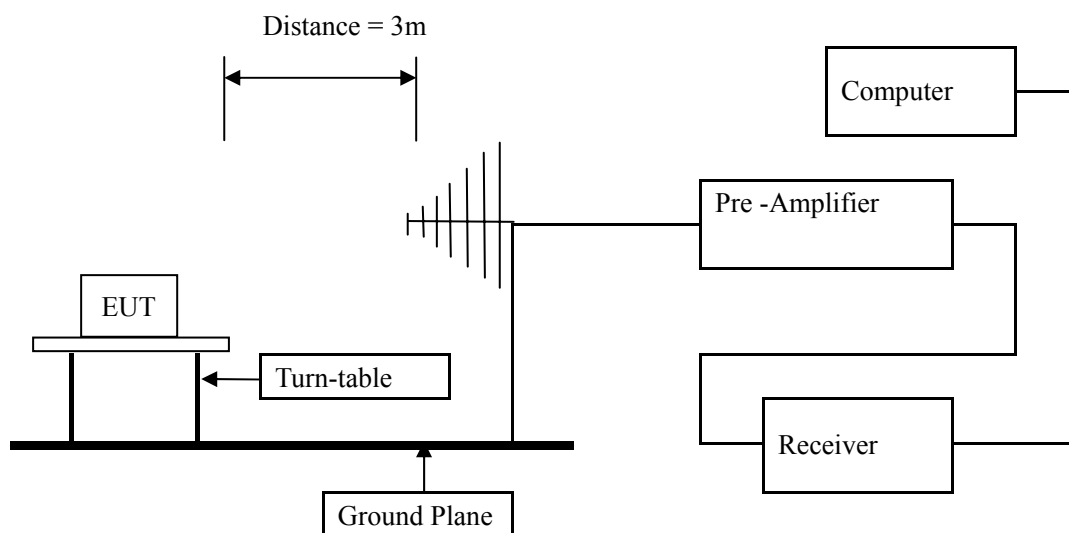 Distance = 3m
Computer
Pre -Amplifier
EUT
Turn-table
Receiver
Ground Plane